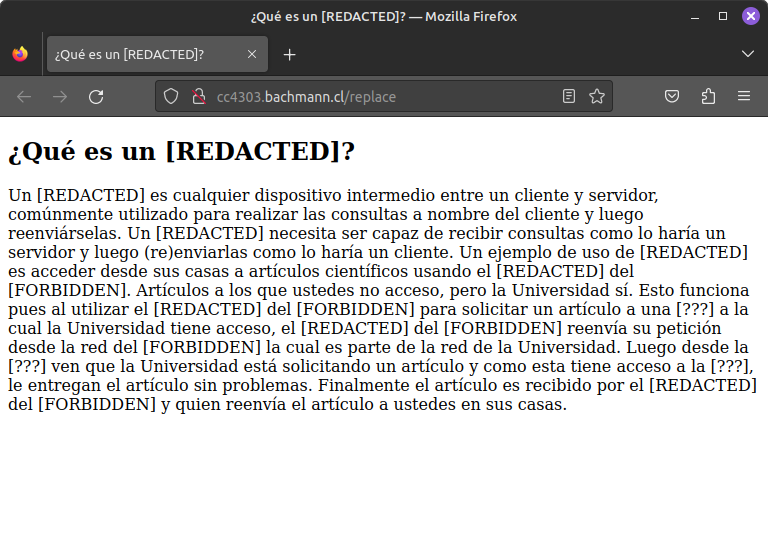 ¿Qué es un [REDACTED]? — Mozilla Firefox
¿Qué es un [REDACTED]?
cc4303.bachmann.cl/replace
¿Qué es un [REDACTED]?
Un [REDACTED] es cualquier dispositivo intermedio entre un cliente y servidor,
comúnmente utilizado para realizar las consultas a nombre del cliente y luego
reenviárselas. Un [REDACTED] necesita ser capaz de recibir consultas como lo haría un
servidor y luego (re)enviarlas como lo haría un cliente. Un ejemplo de uso de [REDACTED]
es acceder desde sus casas a artículos científicos usando el [REDACTED] del
[FORBIDDEN]. Artículos a los que ustedes no acceso, pero la Universidad sí. Esto funciona
pues al utilizar el [REDACTED] del [FORBIDDEN] para solicitar un artículo a una [???] a la
cual la Universidad tiene acceso, el [REDACTED] del [FORBIDDEN] reenvía su petición
desde la red del [FORBIDDEN] la cual es parte de la red de la Universidad. Luego desde la
[???] ven que la Universidad está solicitando un artículo y como esta tiene acceso a la [???],
le entregan el artículo sin problemas. Finalmente el artículo es recibido por el [REDACTED]
del [FORBIDDEN] y quien reenvía el artículo a ustedes en sus casas.